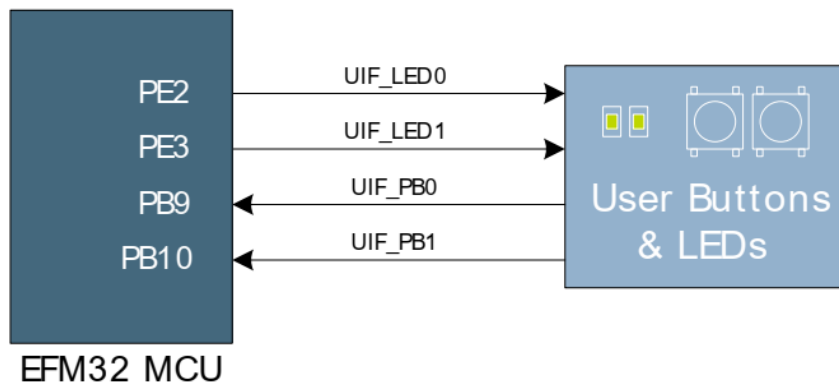 PE2
UIF_LED0
PE3
UIF_LED1
PB9
UIF_PB0
PB10
UIF_PB1
User Buttons
& LEDs
EFM32 MCU